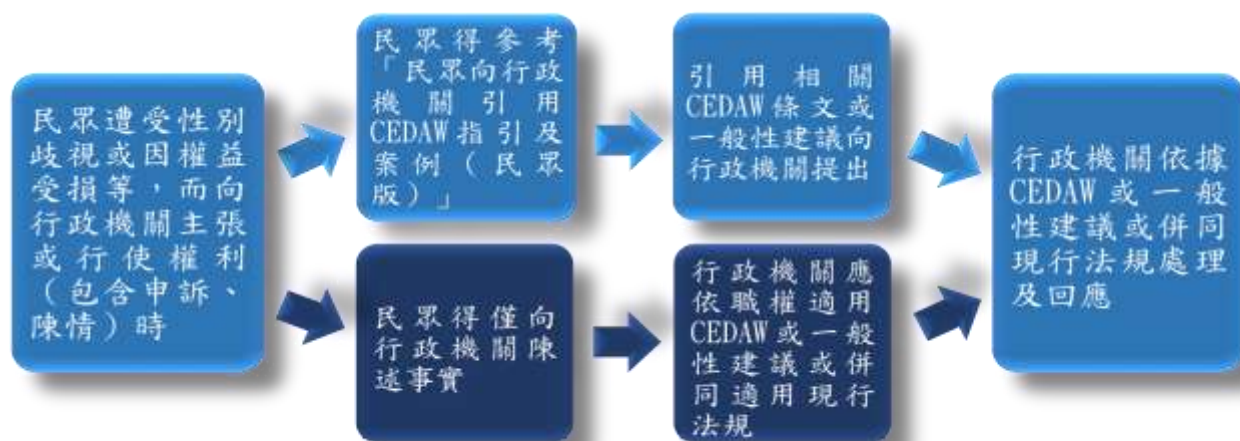 民眾遭受性別
歧視或因權益
受損等，而向
行政機關主張
或行使權利
（包含申訴、
陳情）時
民眾得參考
「民眾向行政
機關引用
CEDAW指引及
案例（民眾
版）」
引用相關
CEDAW條文或
一般性建議向
行政機關提出
民眾得僅向
行政機關陳
述事實
行政機關應
依職權適用
CEDAW或一般
性建議或併
同適用現行
法規
行政機關依據
CEDAW或一般
性建議或併同
現行法規處理
及回應